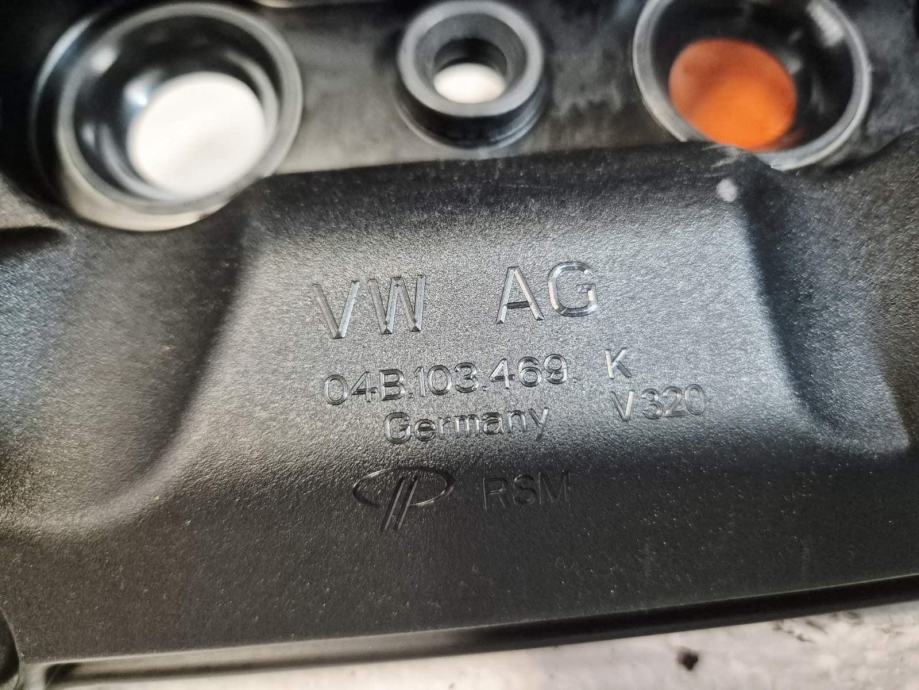 VW AG
04B.103.469. K
Germany V320
RSM